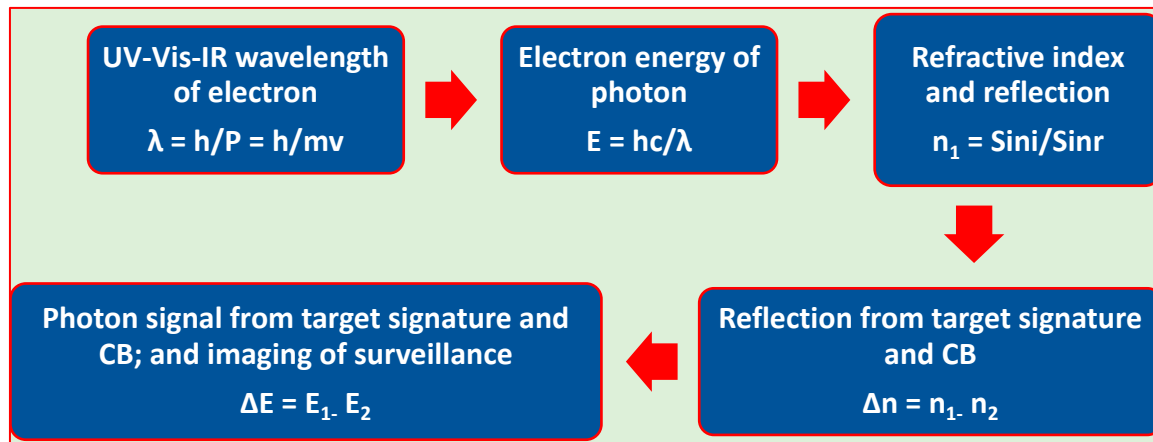 UV-Vis-IR wavelength
of electron
λ = h/P = h/mv
Electron energy of
photon
E = hc/λ
Refractive index
and reflection
n₁ = Sini/Sinr
Reflection from target signature
and CB
Δn = n₁₋ n₂
Photon signal from target signature and
CB; and imaging of surveillance
ΔE = E₁₋ E₂